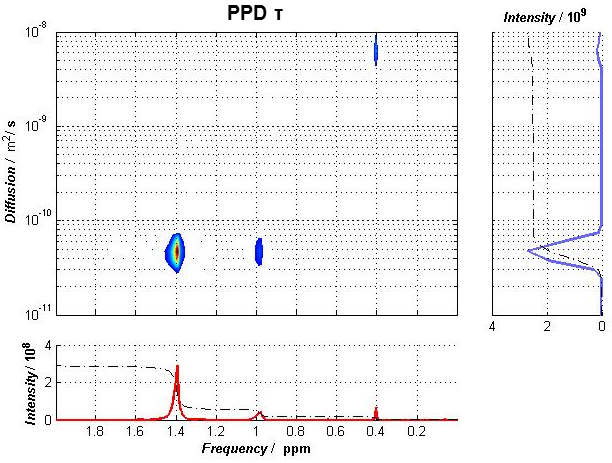 PPD T
Intensity / 10⁹
10⁻⁸
10⁻⁹
10⁻¹⁰
10⁻¹¹
Diffusion / m²/ s
4 2 0
4
2
0
Intensity / 10⁸
1.8 1.6 1.4 1.2 1.0 0.8 0.6 0.4 0.2
Frequency / ppm